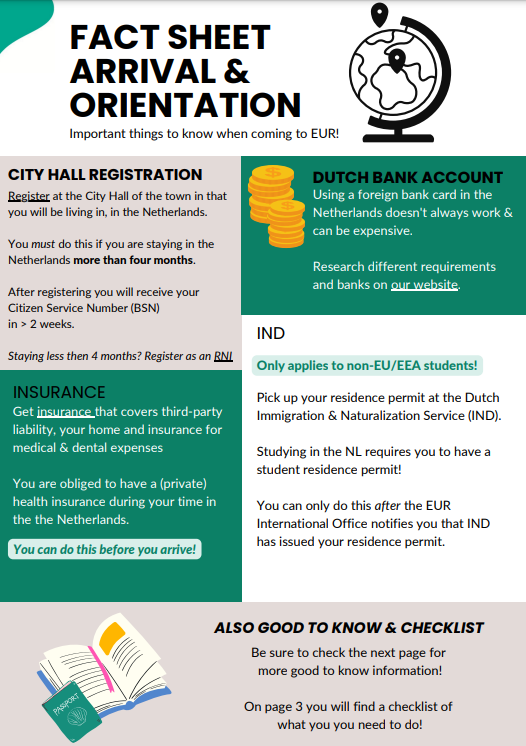 FACT SHEET
ARRIVAL &
ORIENTATION
Important things to know when coming to EUR!
CITY HALL REGISTRATION
Register at the City Hall of the town in that
you will be living in, in the Netherlands.
You must do this if you are staying in the
Netherlands more than four months.
After registering you will receive your
Citizen Service Number (BSN)
in > 2 weeks.
Staying less then 4 months? Register as an RNI
DUTCH BANK ACCOUNT
Using a foreign bank card in the
Netherlands doesn't always work &
can be expensive.
Research different requirements
and banks on our website.
INSURANCE
Get insurance that covers third-party
liability, your home and insurance for
medical & dental expenses
You are obliged to have a (private)
health insurance during your time in
the the Netherlands.
You can do this before you arrive!
IND
Only applies to non-EU/EEA students!
Pick up your residence permit at the Dutch
Immigration & Naturalization Service (IND).
Studying in the NL requires you to have a
student residence permit!
You can only do this after the EUR
International Office notifies you that IND
has issued your residence permit.
PASSPORT
ALSO GOOD TO KNOW & CHECKLIST
Be sure to check the next page for
more good to know information!
On page 3 you will find a checklist of
what you you need to do!